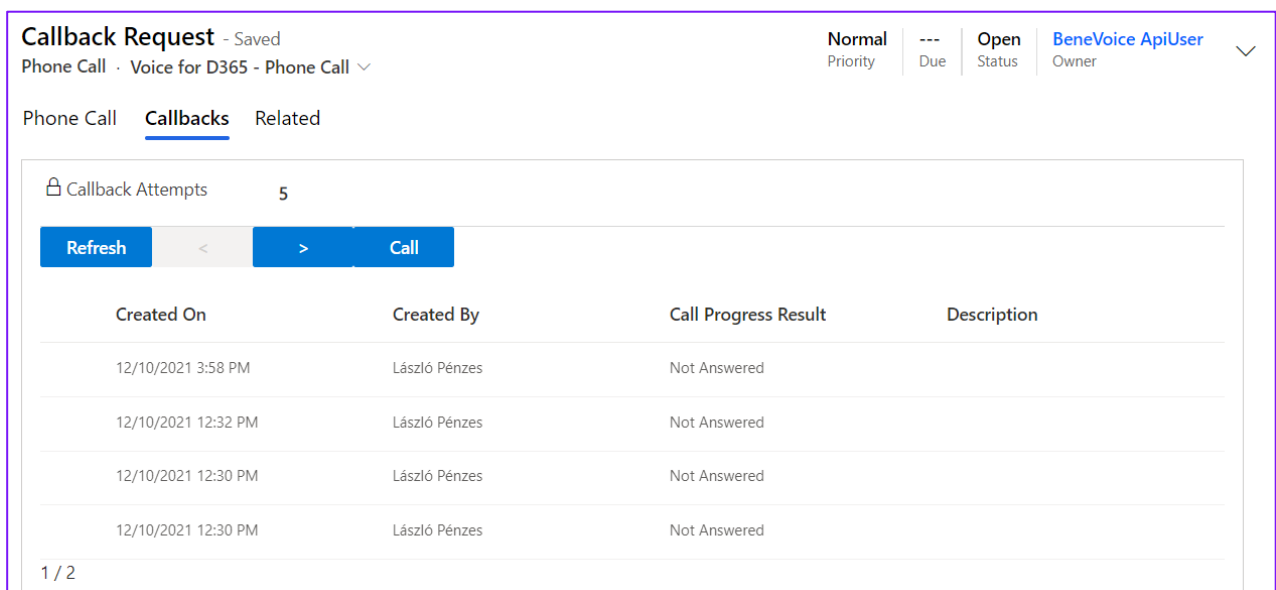 Callback Request - Saved
Normal --- Open BeneVoice ApiUser
Phone Call · Voice for D365 - Phone Call
Priority Due Status Owner
Phone Call Callbacks Related
Callback Attempts 5
Refresh < > Call
Created On Created By Call Progress Result Description
12/10/2021 3:58 PM László Pénzes Not Answered
12/10/2021 12:32 PM László Pénzes Not Answered
12/10/2021 12:30 PM László Pénzes Not Answered
12/10/2021 12:30 PM László Pénzes Not Answered
1 / 2